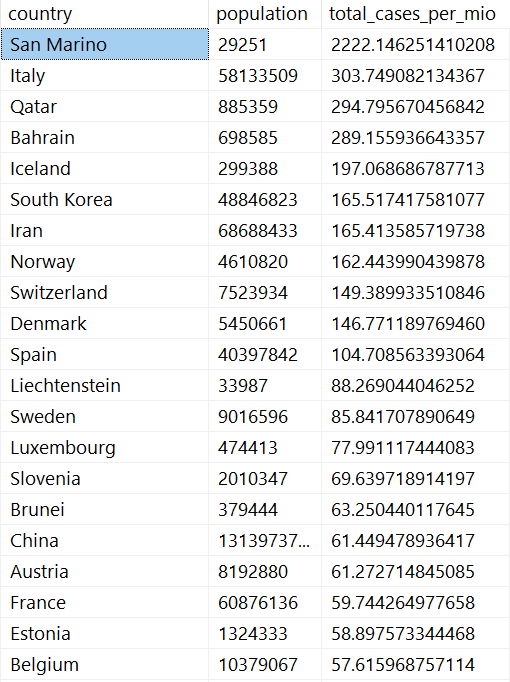 country population total_cases_per_mio
San Marino 29251 2222.146251410208
Italy 58133509 303.749082134367
Qatar 885359 294.795670456842
Bahrain 698585 289.155936643357
Iceland 299388 197.068686787713
South Korea 48846823 165.517417581077
Iran 68688433 165.413585719738
Norway 4610820 162.443990439878
Switzerland 7523934 149.389933510846
Denmark 5450661 146.771189769460
Spain 40397842 104.708563393064
Liechtenstein 33987 88.269044046252
Sweden 9016596 85.841707890649
Luxembourg 474413 77.991117444083
Slovenia 2010347 69.639718914197
Brunei 379444 63.250440117645
China 13139737... 61.449478936417
Austria 8192880 61.272714845085
France 60876136 59.744264977658
Estonia 1324333 58.897573344468
Belgium 10379067 57.615968757114